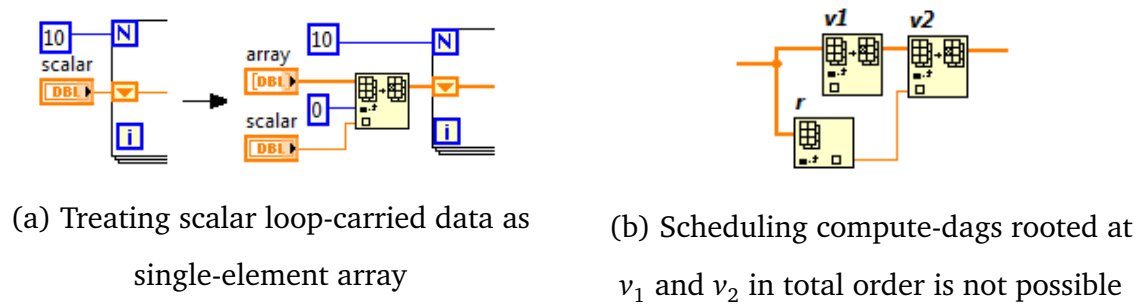 10
N
scalar
DBL
i
10
N
array
[DBL]
0
scalar
DBL
i
v1
v2
r
(a) Treating scalar loop-carried data as
single-element array
(b) Scheduling compute-dags rooted at
v₁ and v₂ in total order is not possible